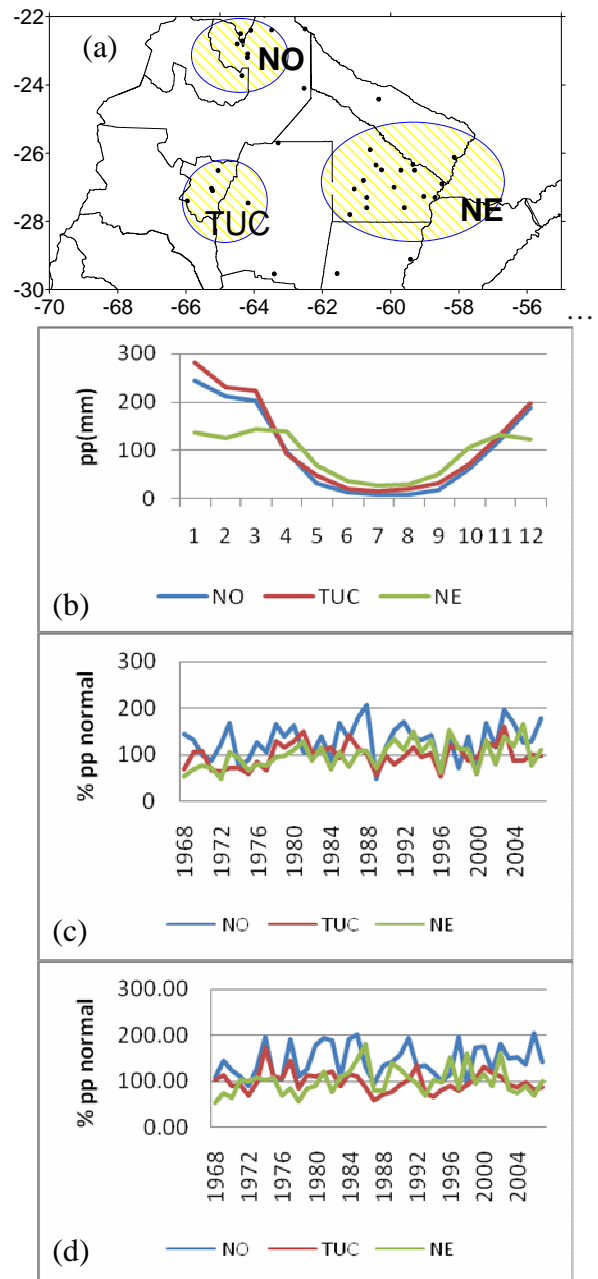 -22
(a)
NO
-24
-26
TUC
NE
-28
-30
-70 -68 -66 -64 -62 -60 -58 -56
...
300
200
100
0
pp(mm)
1 2 3 4 5 6 7 8 9 10 11 12
NO TUC NE
(b)
300
200
100
0
% pp normal
1968 1972 1976 1980 1984 1988 1992 1996 2000 2004
NO TUC NE
(c)
300.00
200.00
100.00
0.00
% pp normal
1968 1972 1976 1980 1984 1988 1992 1996 2000 2004
NO TUC NE
(d)